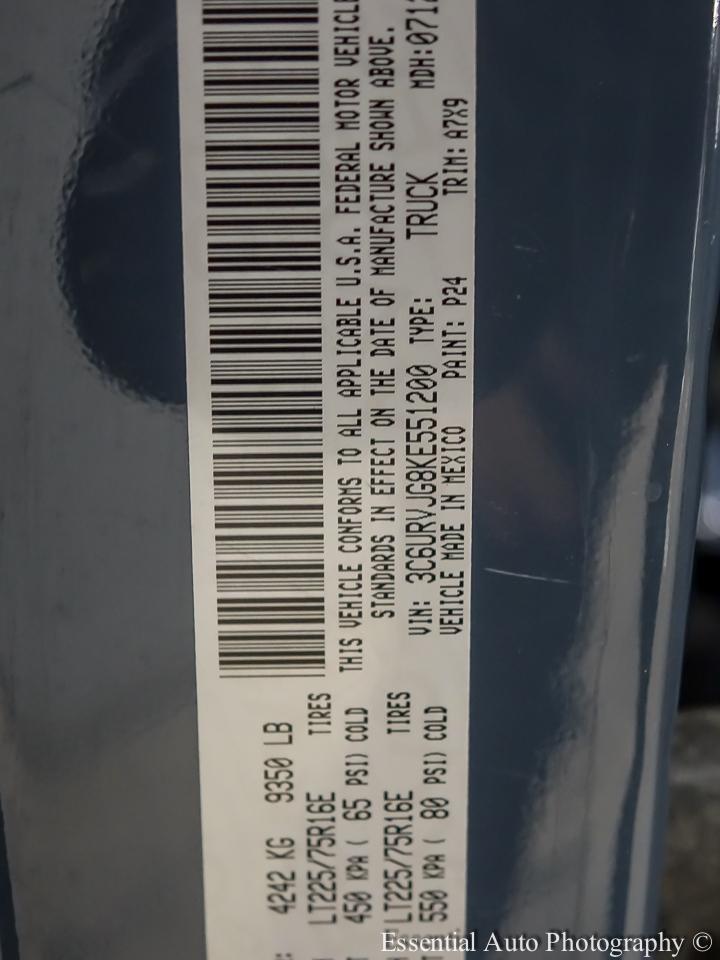 4242 KG 9350 LB
LT225/75R16E TIRES
450 KPA ( 65 PSI) COLD
LT225/75R16E TIRES
550 KPA ( 80 PSI) COLD
THIS VEHICLE CONFORMS TO ALL APPLICABLE U.S.A. FEDERAL MOTOR VEHICLE
STANDARDS IN EFFECT ON THE DATE OF MANUFACTURE SHOWN ABOVE.
VIN: 3C6URVJG8KE551200 TYPE: TRUCK MDH:0712
VEHICLE MADE IN MEXICO PAINT: P24 TRIM: A7X9
Essential Auto Photography ©